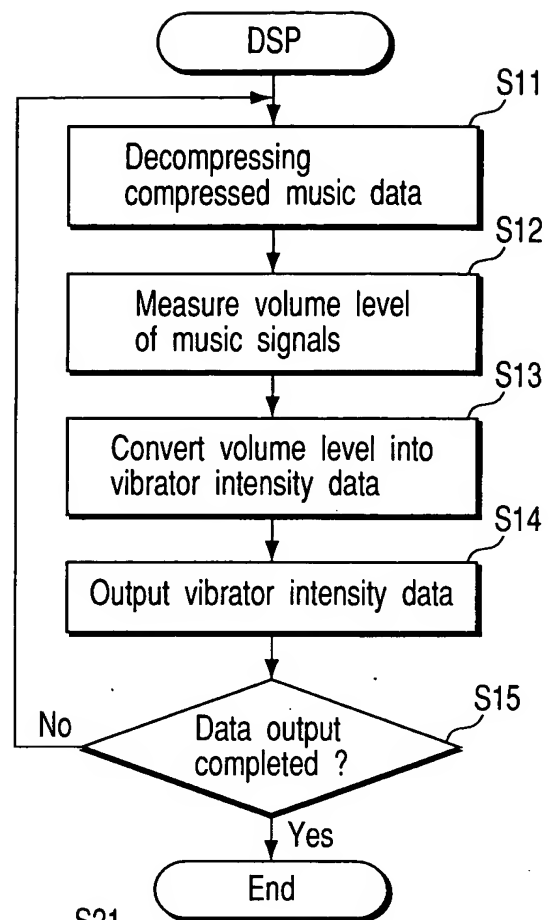 DSP
S11
Decompressing
compressed music data
S12
Measure volume level
of music signals
S13
Convert volume level into
vibrator intensity data
S14
Output vibrator intensity data
S15
Data output
completed ?
No
Yes
End
S21